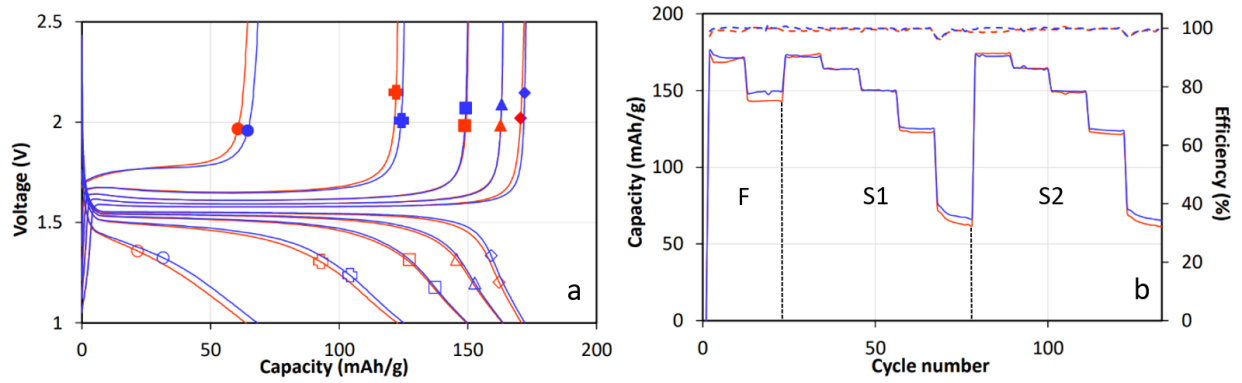 2.5
2
1.5
1
Voltage (V)
0
50
100
150
200
Capacity (mAh/g)
a
200
150
100
50
0
Capacity (mAh/g)
F
S1
S2
b
100
80
60
40
20
0
Efficiency (%)
0
50
100
Cycle number